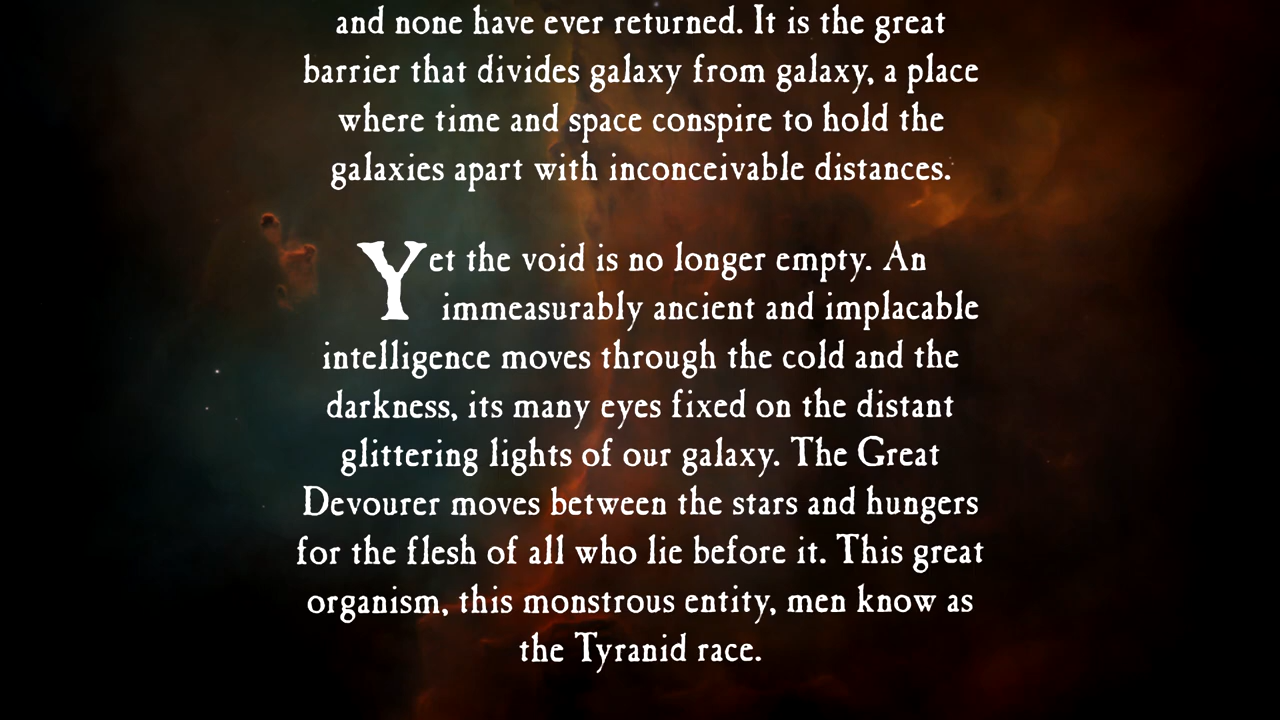 and none have ever returned. It is the great
barrier that divides galaxy from galaxy, a place
where time and space conspire to hold the
galaxies apart with inconceivable distances.
Yet the void is no longer empty. An
immeasurably ancient and implacable
intelligence moves through the cold and the
darkness, its many eyes fixed on the distant
glittering lights of our galaxy. The Great
Devourer moves between the stars and hungers
for the flesh of all who lie before it. This great
organism, this monstrous entity, men know as
the Tyranid race.